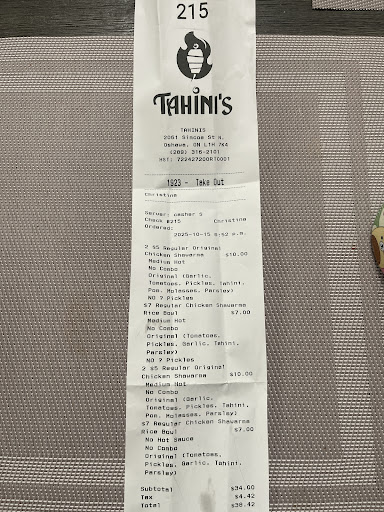 215
TAHINI'S
TAHINIS
2061 Simcoe St N.
Oshawa, ON L1H 7K4
(289) 316-2101
HST: 722427200RT0001
1923 - Take Out
Christina
Server: Cashier S
Check #215 Christina
Ordered:
2025-10-15 6:52 P.M.
2 $5 Regular Original
Chicken Shawarma $10.00
Medium Hot
No Combo
Original (Garlic,
Tomatoes, Pickles, Tahini,
Pom. Molasses, Parsley)
NO ? Pickles
$7 Regular Chicken Shawarma
Rice Bowl $7.00
Medium Hot
No Combo
Original (Tomatoes,
Pickles, Garlic, Tahini,
Parsley)
NO ? Pickles
2 $5 Regular Original
Chicken Shawarma $10.00
Medium Hot
No Combo
Original (Garlic,
Tomatoes, Pickles, Tahini,
Pom. Molasses, Parsley)
$7 Regular Chicken Shawarma
Rice Bowl $7.00
No Hot Sauce
No Combo
Original (Tomatoes,
Pickles, Garlic, Tahini,
Parsley)
Subtotal $34.00
Tax $4.42
Total $38.42